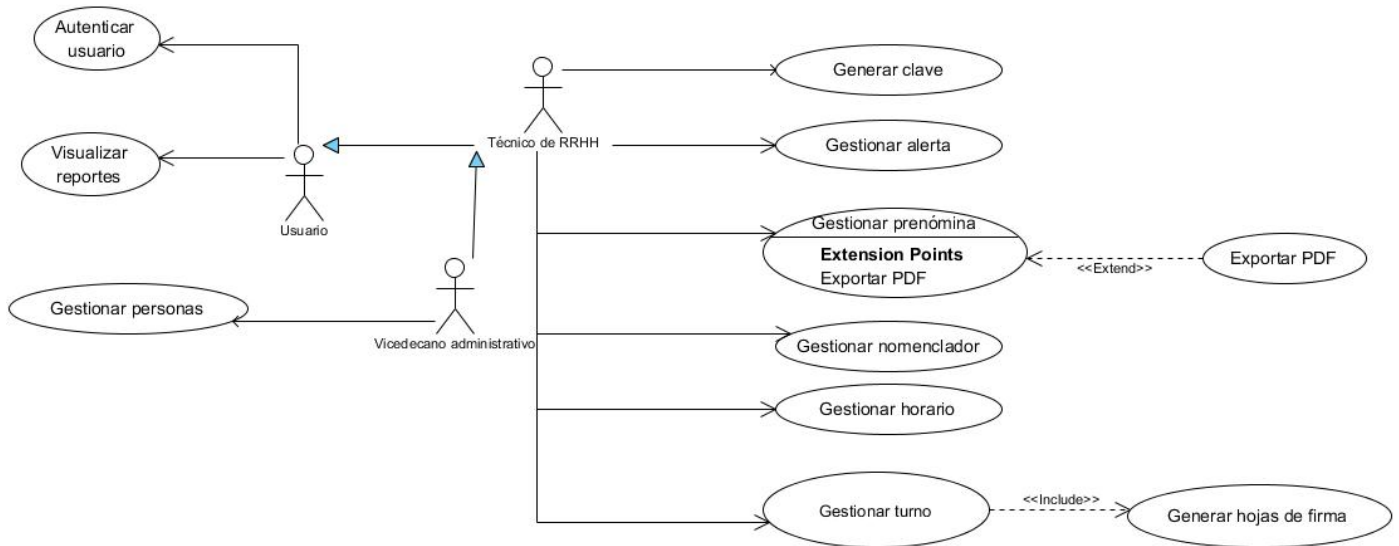 Autenticar
usuario
Generar clave
Técnico de RRHH
Gestionar alerta
Visualizar
reportes
Usuario
Gestionar prenómina
Extension Points
Exportar PDF
<<Extend>>
Exportar PDF
Gestionar personas
Vicedecano administrativo
Gestionar nomenclador
Gestionar horario
Gestionar turno
<<Include>>
Generar hojas de firma